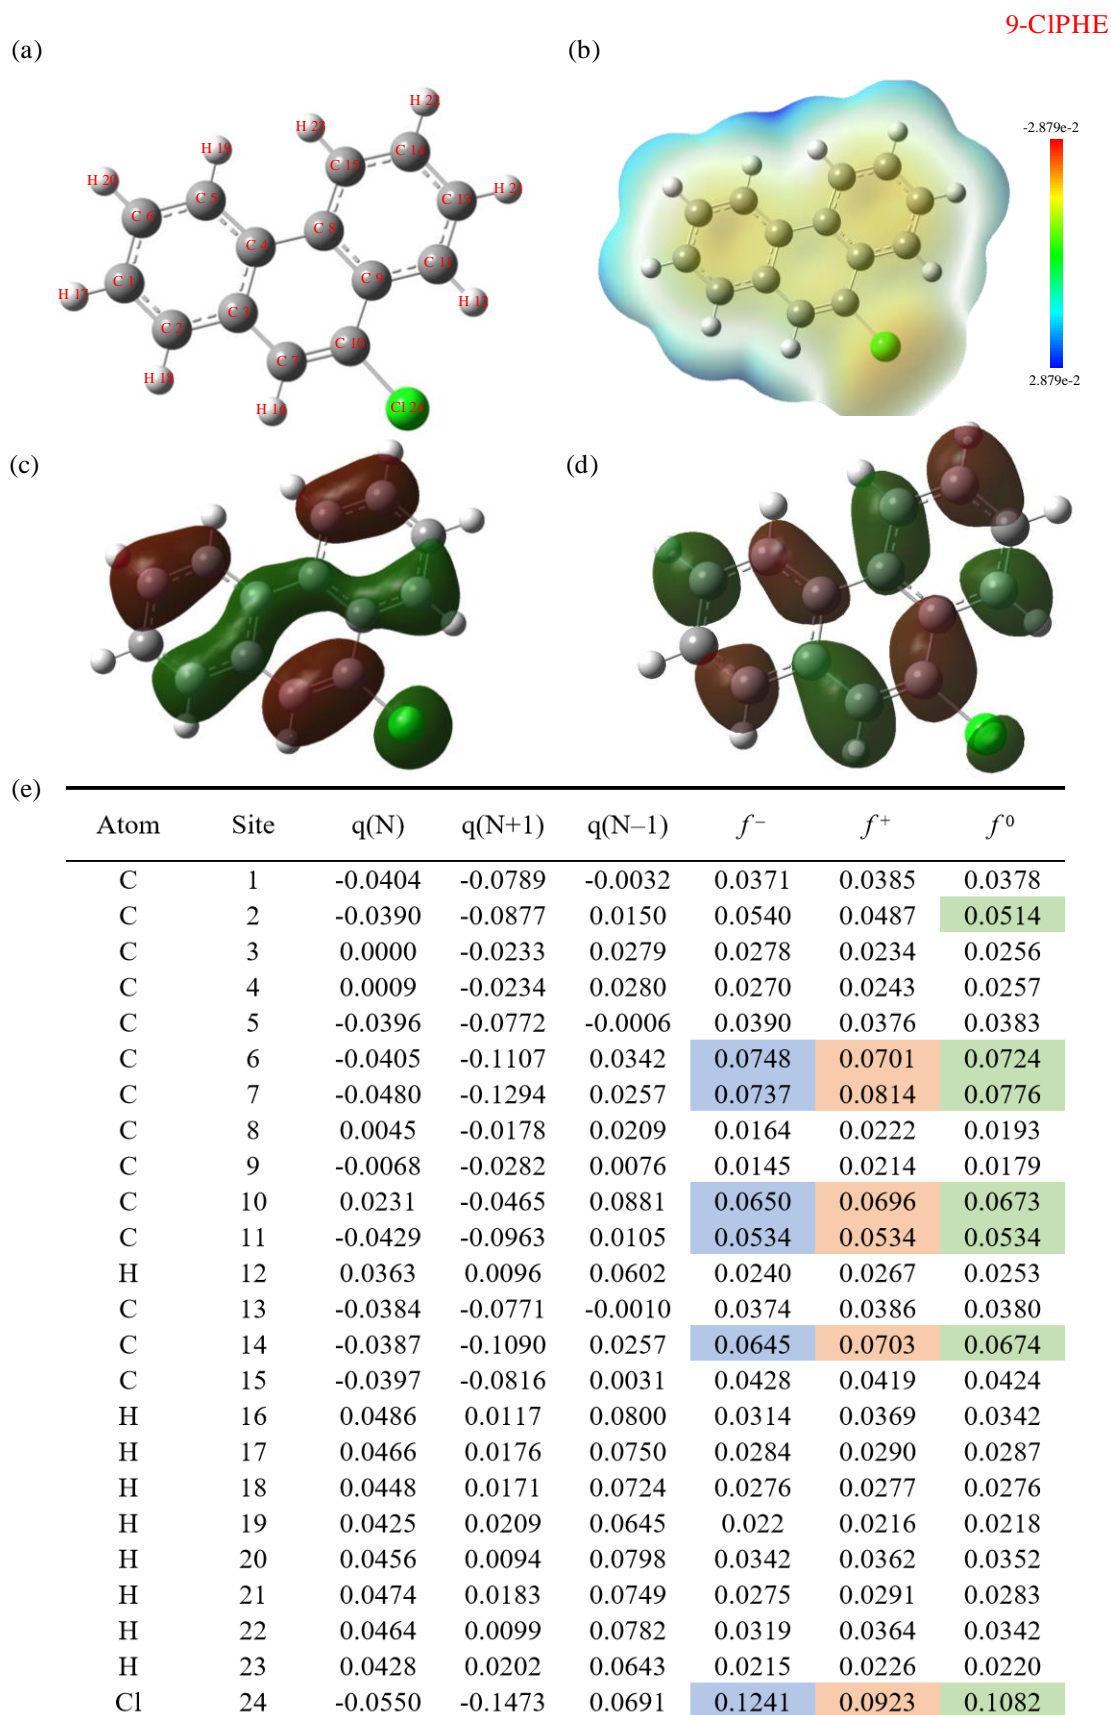 9-ClPHE
(a)
(b)
H 22
H 23
C 14
H 19
C 15
H 20
C 5
C 13
H 21
C 6
C 8
C 4
C 11
C 9
C 1
H 17
C 3
C 2
C 10
C 7
H 18
H 16
Cl 24
-2.879e-2
2.879e-2
(c)
(d)
(e)
Atom Site q(N) q(N+1) q(N–1) f⁻ f⁺ f⁰
C 1 -0.0404 -0.0789 -0.0032 0.0371 0.0385 0.0378
C 2 -0.0390 -0.0877 0.0150 0.0540 0.0487 0.0514
C 3 0.0000 -0.0233 0.0279 0.0278 0.0234 0.0256
C 4 0.0009 -0.0234 0.0280 0.0270 0.0243 0.0257
C 5 -0.0396 -0.0772 -0.0006 0.0390 0.0376 0.0383
C 6 -0.0405 -0.1107 0.0342 0.0748 0.0701 0.0724
C 7 -0.0480 -0.1294 0.0257 0.0737 0.0814 0.0776
C 8 0.0045 -0.0178 0.0209 0.0164 0.0222 0.0193
C 9 -0.0068 -0.0282 0.0076 0.0145 0.0214 0.0179
C 10 0.0231 -0.0465 0.0881 0.0650 0.0696 0.0673
C 11 -0.0429 -0.0963 0.0105 0.0534 0.0534 0.0534
H 12 0.0363 0.0096 0.0602 0.0240 0.0267 0.0253
C 13 -0.0384 -0.0771 -0.0010 0.0374 0.0386 0.0380
C 14 -0.0387 -0.1090 0.0257 0.0645 0.0703 0.0674
C 15 -0.0397 -0.0816 0.0031 0.0428 0.0419 0.0424
H 16 0.0486 0.0117 0.0800 0.0314 0.0369 0.0342
H 17 0.0466 0.0176 0.0750 0.0284 0.0290 0.0287
H 18 0.0448 0.0171 0.0724 0.0276 0.0277 0.0276
H 19 0.0425 0.0209 0.0645 0.022 0.0216 0.0218
H 20 0.0456 0.0094 0.0798 0.0342 0.0362 0.0352
H 21 0.0474 0.0183 0.0749 0.0275 0.0291 0.0283
H 22 0.0464 0.0099 0.0782 0.0319 0.0364 0.0342
H 23 0.0428 0.0202 0.0643 0.0215 0.0226 0.0220
Cl 24 -0.0550 -0.1473 0.0691 0.1241 0.0923 0.1082